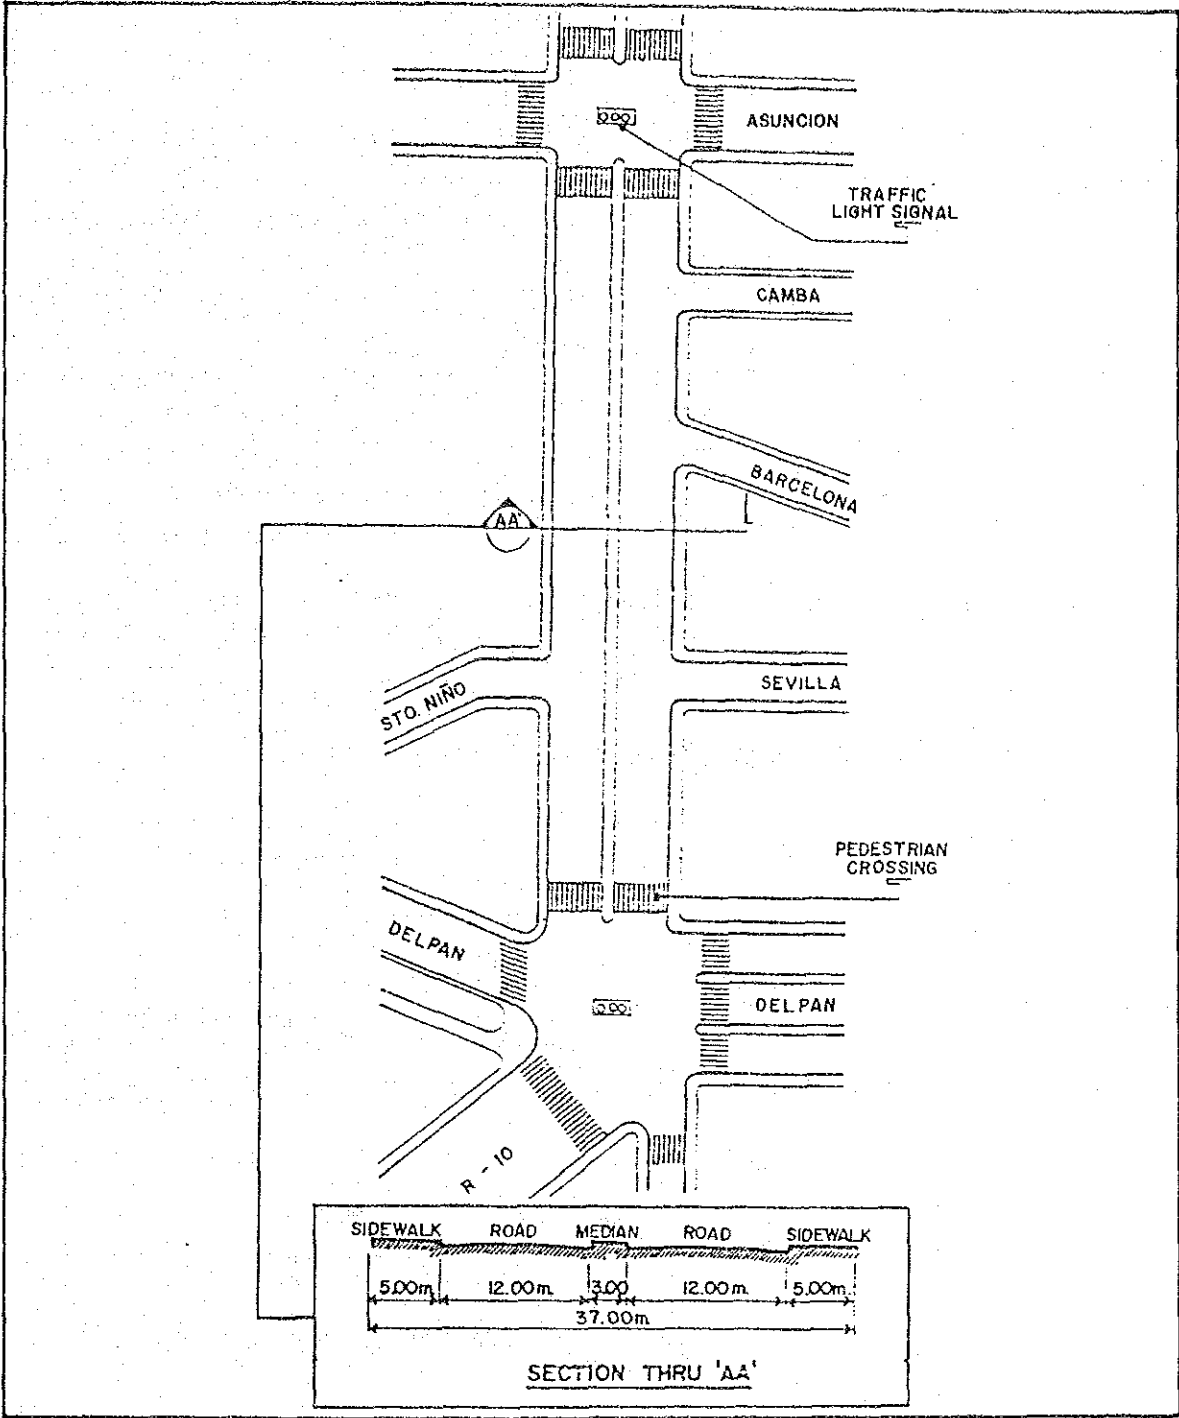 ASUNCION
TRAFFIC
LIGHT SIGNAL
CAMBA
BARCELONA
AA'
SEVILLA
STO. NIÑO
PEDESTRIAN
CROSSING
DELPAN
DELPAN
R - 10
SIDEWALK ROAD MEDIAN ROAD SIDEWALK
5.00m. 12.00m. 3.00 12.00m. 5.00m.
37.00m.
SECTION THRU 'AA'